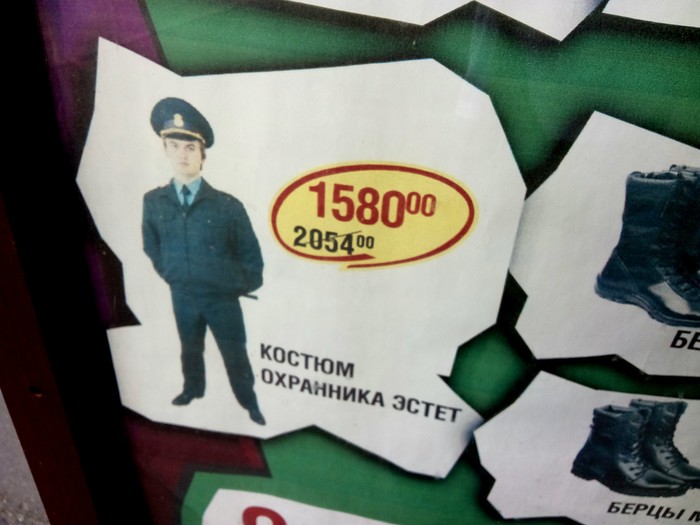 1580⁰⁰
2054⁰⁰
КОСТЮМ
ОХРАННИКА ЭСТЕТ
БЕРЦЫ